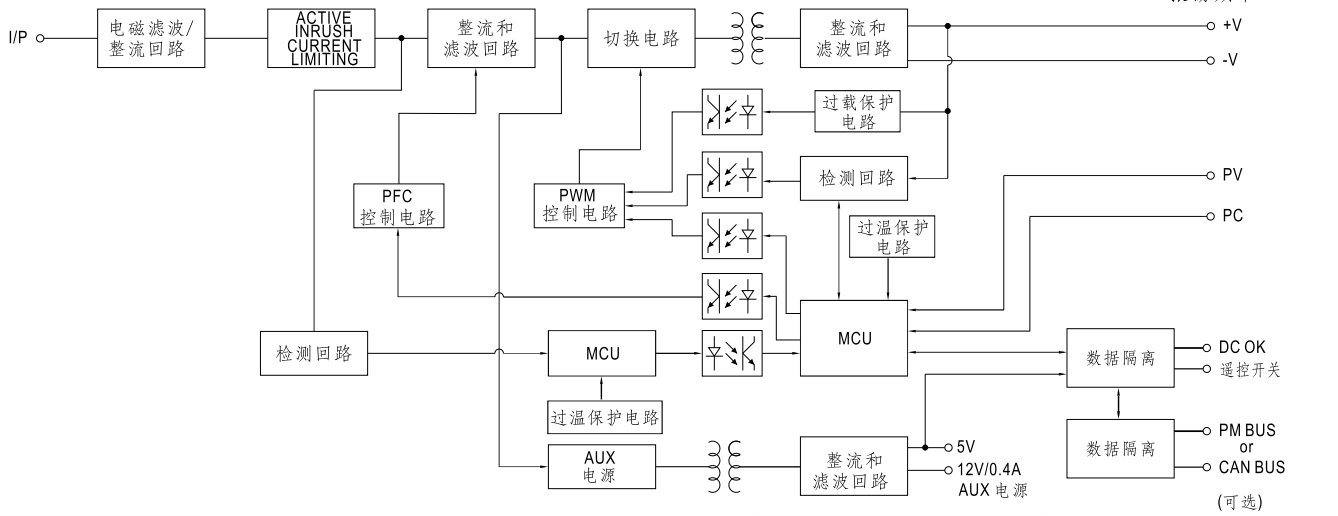 I/P
电磁滤波/
整流回路
ACTIVE
INRUSH
CURRENT
LIMITING
整流和
滤波回路
切换电路
整流和
滤波回路
+V
-V
过载保护
电路
检测回路
PV
PFC
控制电路
PWM
控制电路
PC
过温保护
电路
检测回路
MCU
MCU
数据隔离
DC OK
遥控开关
过温保护电路
数据隔离
PM BUS
or
CAN BUS
(可选)
AUX
电源
整流和
滤波回路
5V
12V/0.4A
AUX 电源